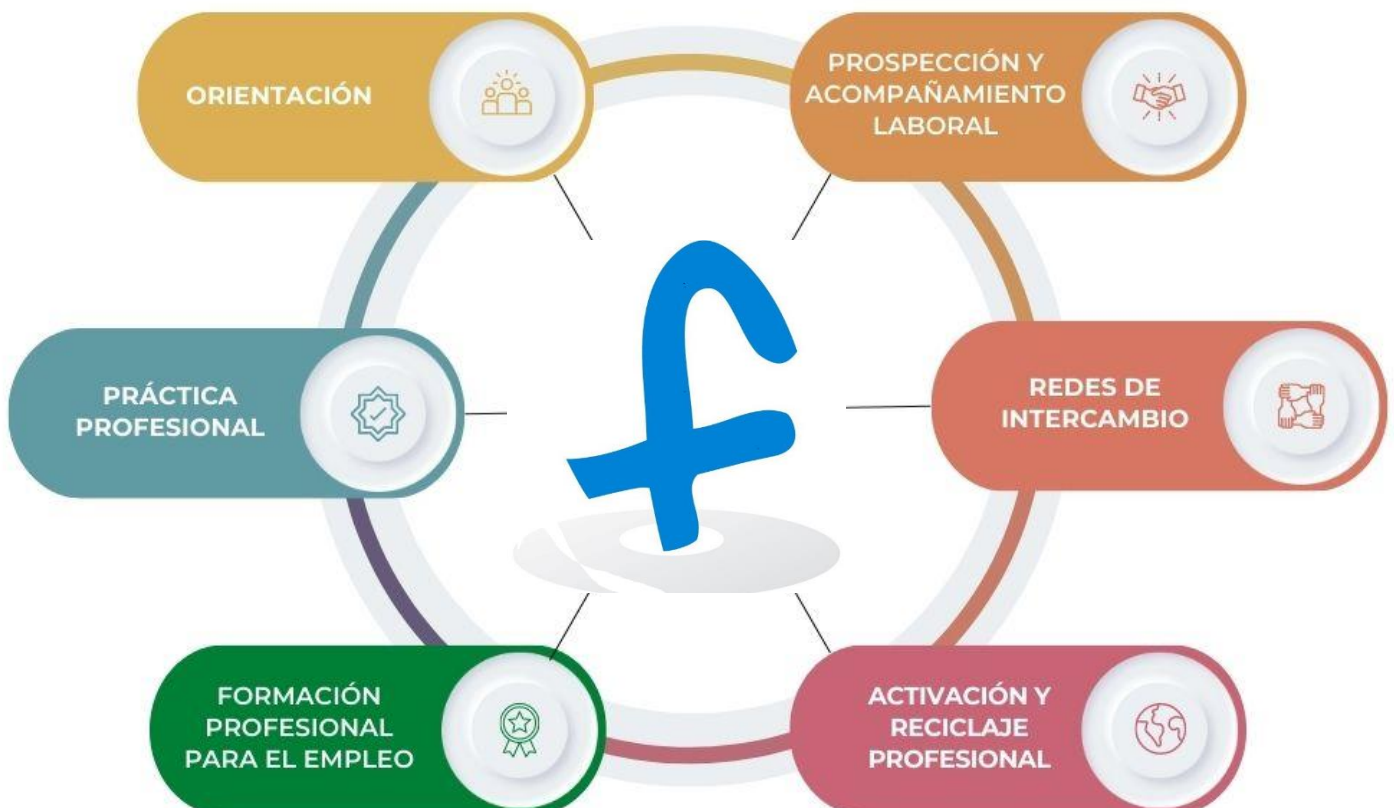 ORIENTACIÓN
PROSPECCIÓN Y
ACOMPAÑAMIENTO
LABORAL
PRÁCTICA
PROFESIONAL
REDES DE
INTERCAMBIO
FORMACIÓN
PROFESIONAL
PARA EL EMPLEO
ACTIVACIÓN Y
RECICLAJE
PROFESIONAL
f